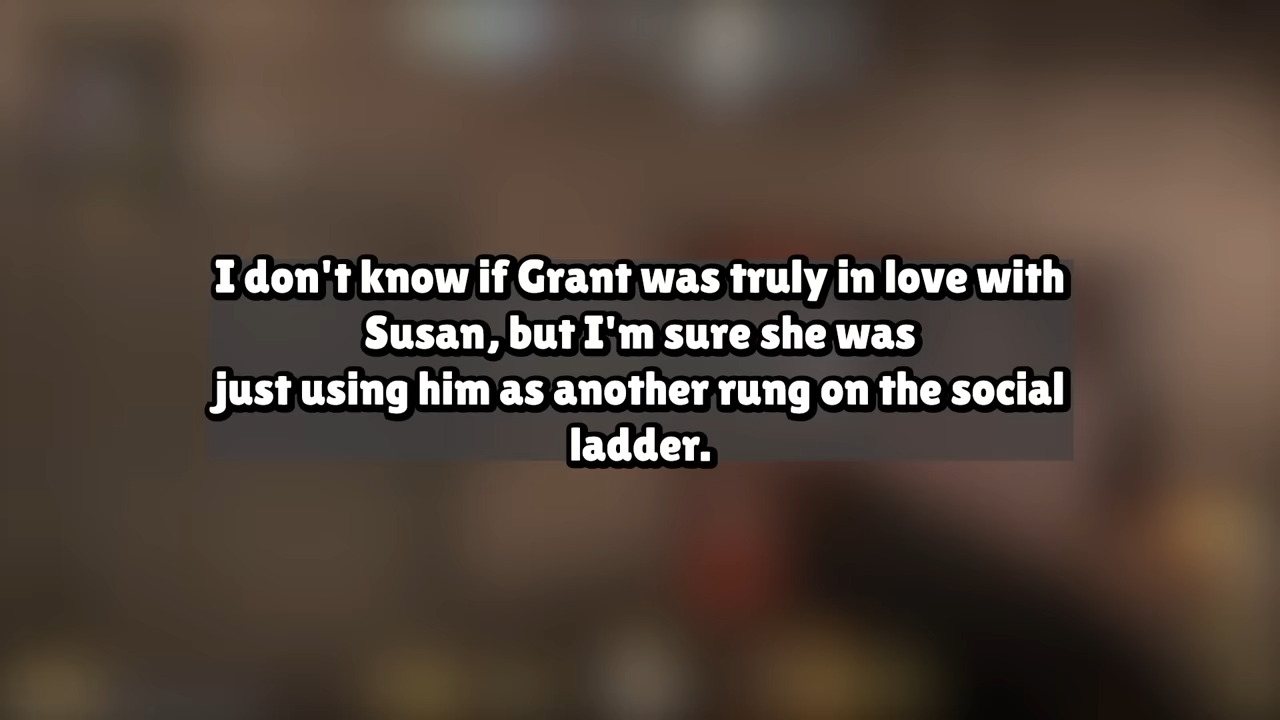 I don't know if Grant was truly in love with
Susan, but I'm sure she was
just using him as another rung on the social
ladder.